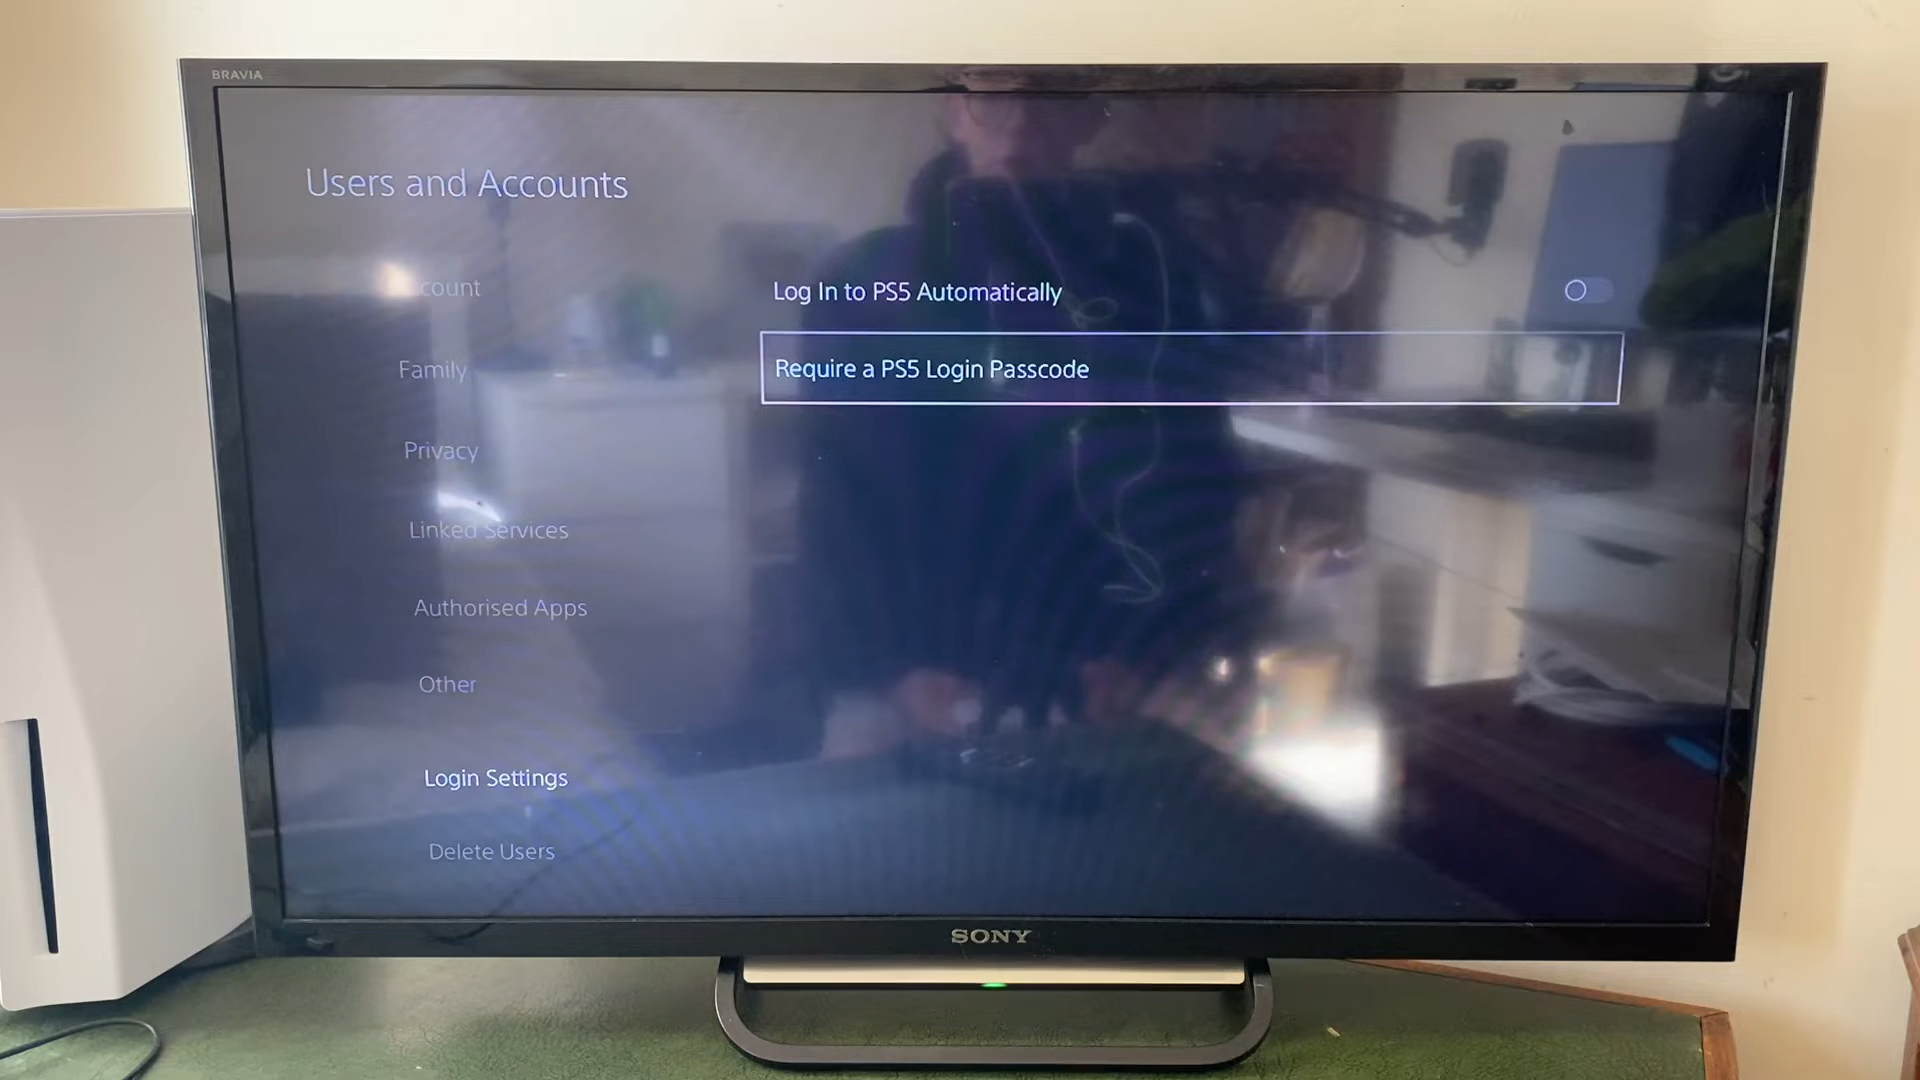 BRAVIA
Users and Accounts
Log In to PS5 Automatically
Require a PS5 Login Passcode
Family
Privacy
Linked Services
Authorised Apps
Other
Login Settings
Delete Users
SONY